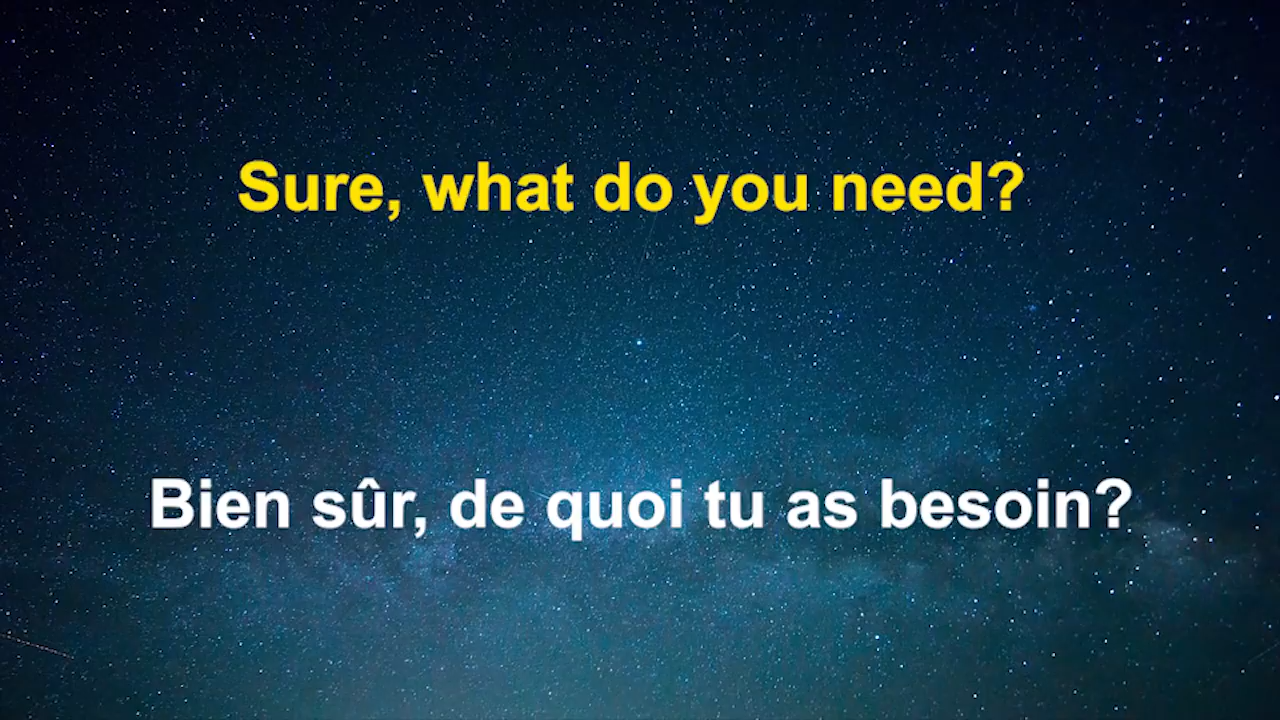 Sure, what do you need?
Bien sûr, de quoi tu as besoin?